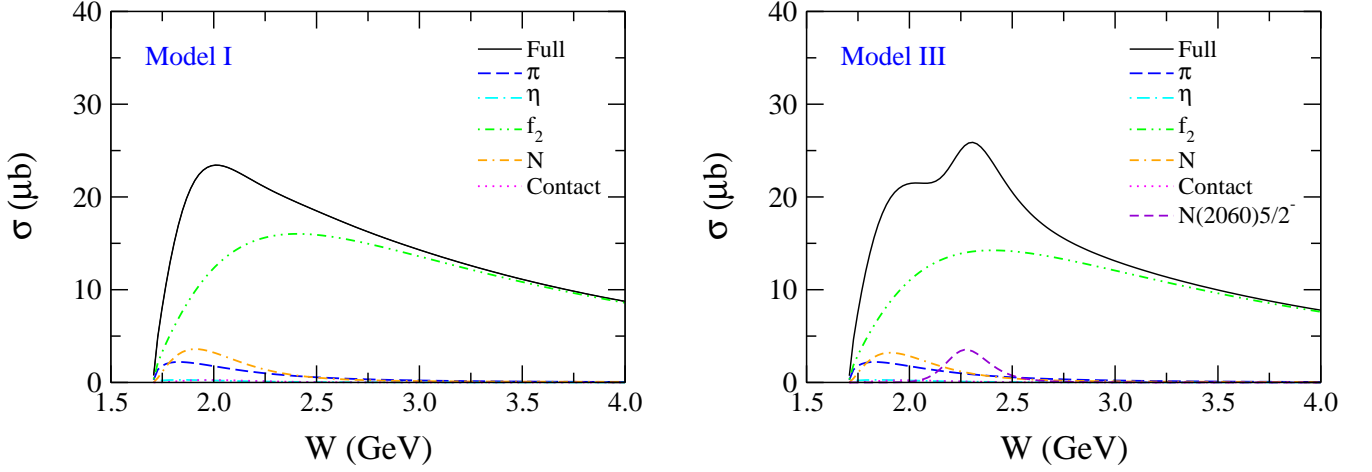 40
30
20
10
0
σ (μb)
Model I
Full
π
η
f₂
N
Contact
1.5 2.0 2.5 3.0 3.5 4.0
W (GeV)
40
30
20
10
0
σ (μb)
Model III
Full
π
η
f₂
N
Contact
N(2060)5/2⁻
1.5 2.0 2.5 3.0 3.5 4.0
W (GeV)